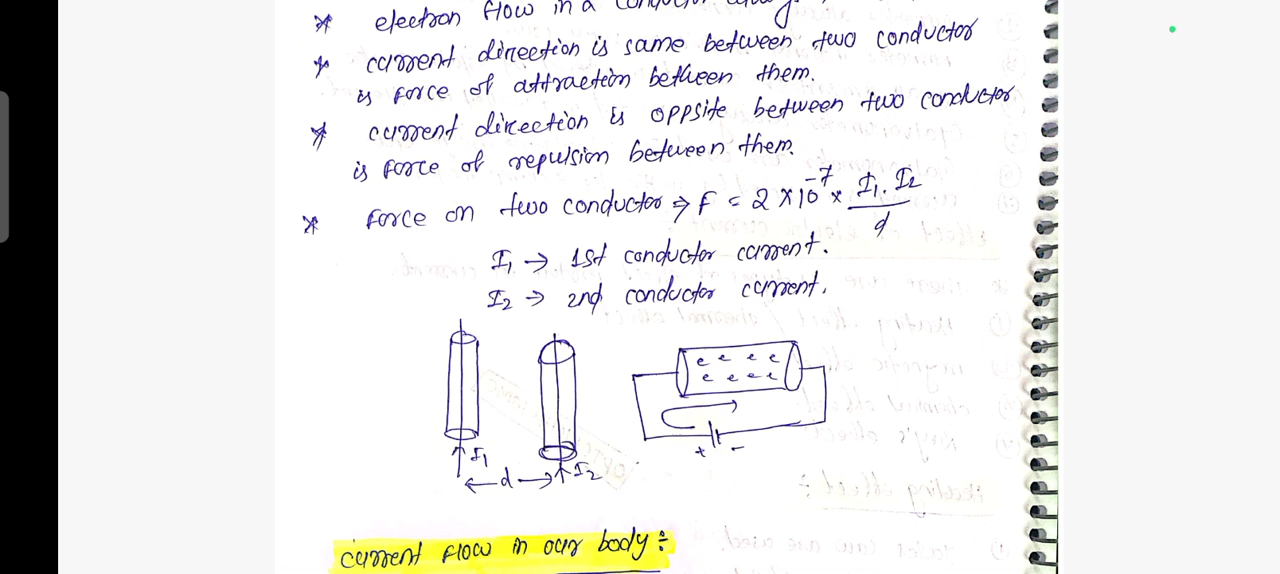 * electron flow in a
* current direction is same between two conductor
is force of attraction between them.
* current direction is oppsite between two conductor
is force of repulsion between them.
* Force on two conductor ⇒ F = 2 × 10⁻⁷ × I₁. I₂ / d
I₁ → 1st conductor current.
I₂ → 2nd conductor current.
e e e e
e e e e
+ -
I₁
←d→ I₂
current flow in our body ÷